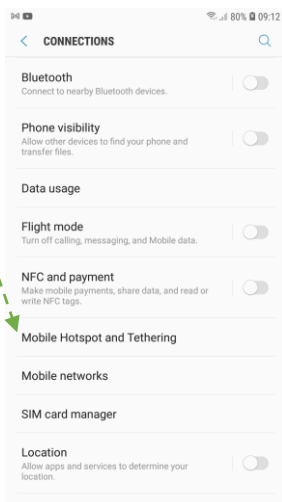 80% 09:12
CONNECTIONS
Bluetooth
Connect to nearby Bluetooth devices.
Phone visibility
Allow other devices to find your phone and
transfer files.
Data usage
Flight mode
Turn off calling, messaging, and Mobile data.
NFC and payment
Make mobile payments, share data, and read or
write NFC tags.
Mobile Hotspot and Tethering
Mobile networks
SIM card manager
Location
Allow apps and services to determine your
location.